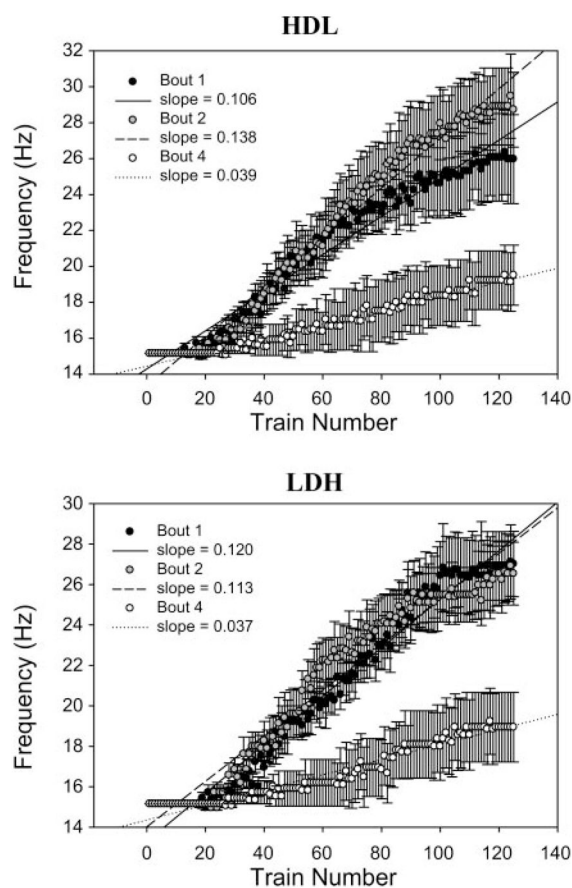 HDL
32
30
28
26
24
22
20
18
16
14
Frequency (Hz)
Bout 1
slope = 0.106
Bout 2
slope = 0.138
Bout 4
slope = 0.039
0 20 40 60 80 100 120 140
Train Number
LDH
30
28
26
24
22
20
18
16
14
Frequency (Hz)
Bout 1
slope = 0.120
Bout 2
slope = 0.113
Bout 4
slope = 0.037
0 20 40 60 80 100 120 140
Train Number